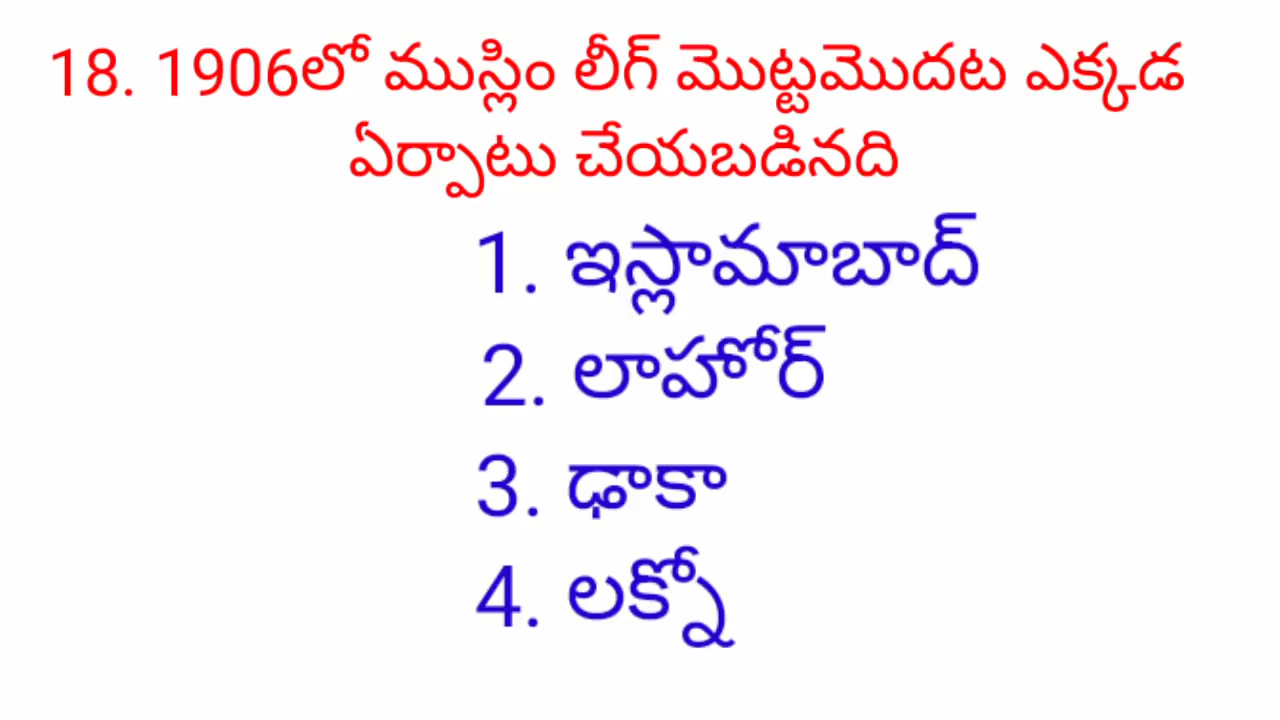 18. 1906లో ముస్లిం లీగ్ మొట్టమొదట ఎక్కడ
ఏర్పాటు చేయబడినది
1. ఇస్లామాబాద్
2. లాహోర్
3. ఢాకా
4. లక్నో